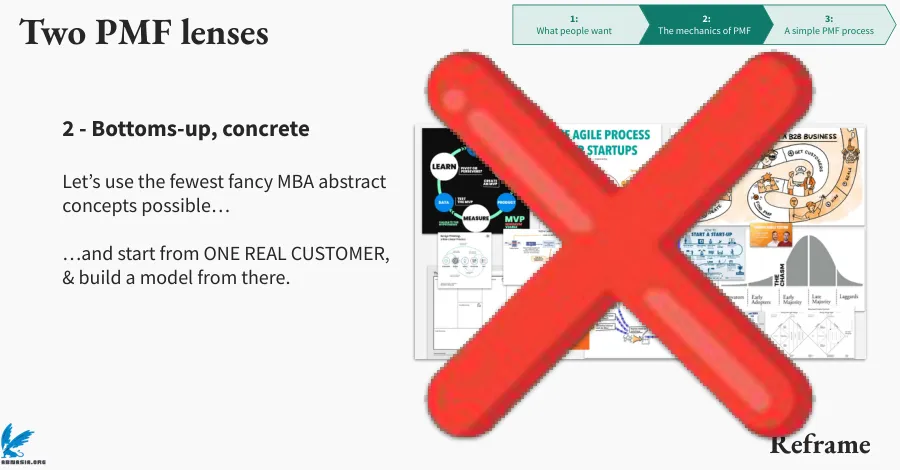 Two PMF lenses
1:
What people want
2:
The mechanics of PMF
3:
A simple PMF process
2 - Bottoms-up, concrete
Let’s use the fewest fancy MBA abstract
concepts possible…
…and start from ONE REAL CUSTOMER,
& build a model from there.
AGILE PROCESS
STARTUPS
A B2B BUSINESS
LEARN
DATA
MEASURE
PRODUCT
MVP
GET CUSTOMERS
START A START-UP
THE CHASM
Early
Adopters
Early
Majority
Late
Majority
Laggards
Reframe